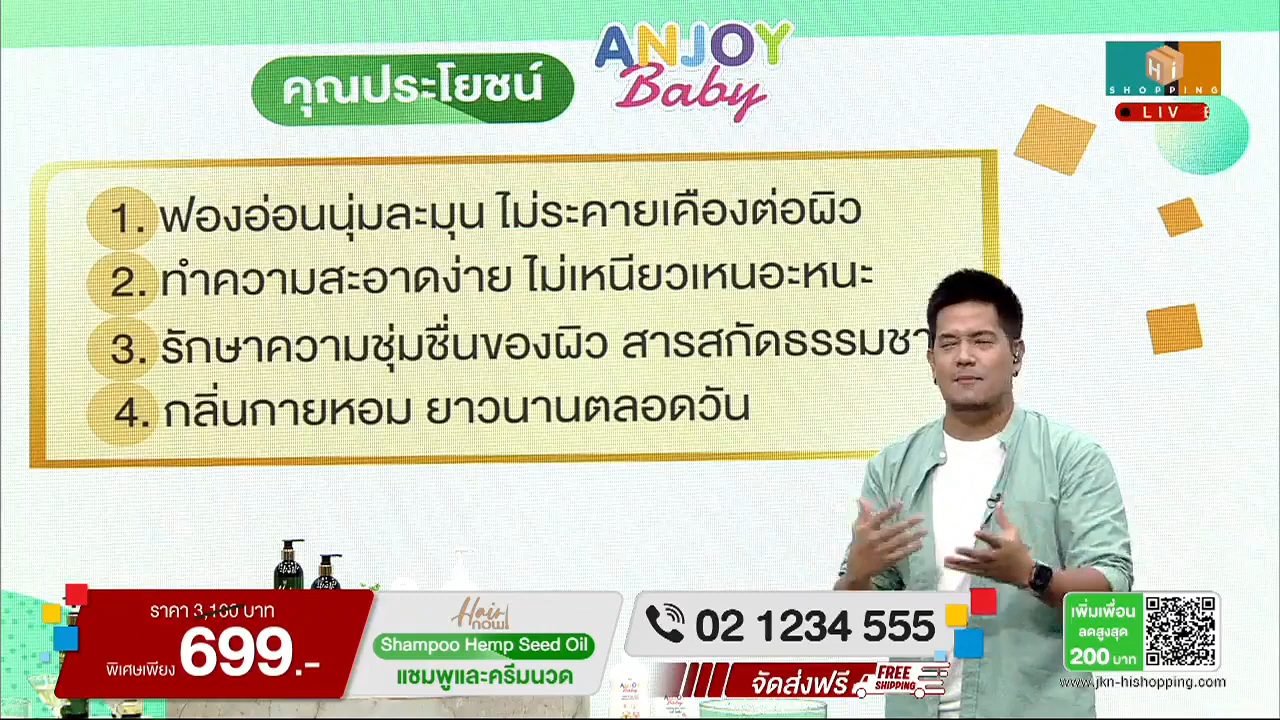 ANJOY
Baby
คุณประโยชน์
Hi
SHOPPING
LIV
1. ฟองอ่อนนุ่มละมุน ไม่ระคายเคืองต่อผิว
2. ทำความสะอาดง่าย ไม่เหนียวเหนอะหนะ
3. รักษาความชุ่มชื่นของผิว สารสกัดธรรมชา
4. กลิ่นกายหอม ยาวนานตลอดวัน
ราคา 3,100 บาท
พิเศษเพียง 699.-
Hair now!
Shampoo Hemp Seed Oil
แชมพูและครีมนวด
02 1234 555
จัดส่งฟรี FREE SHIPPING
เพิ่มเพื่อน
ลดสูงสุด
200 บาท
www.jkn-hishopping.com
ANJOY
Baby
ANJOY
Baby